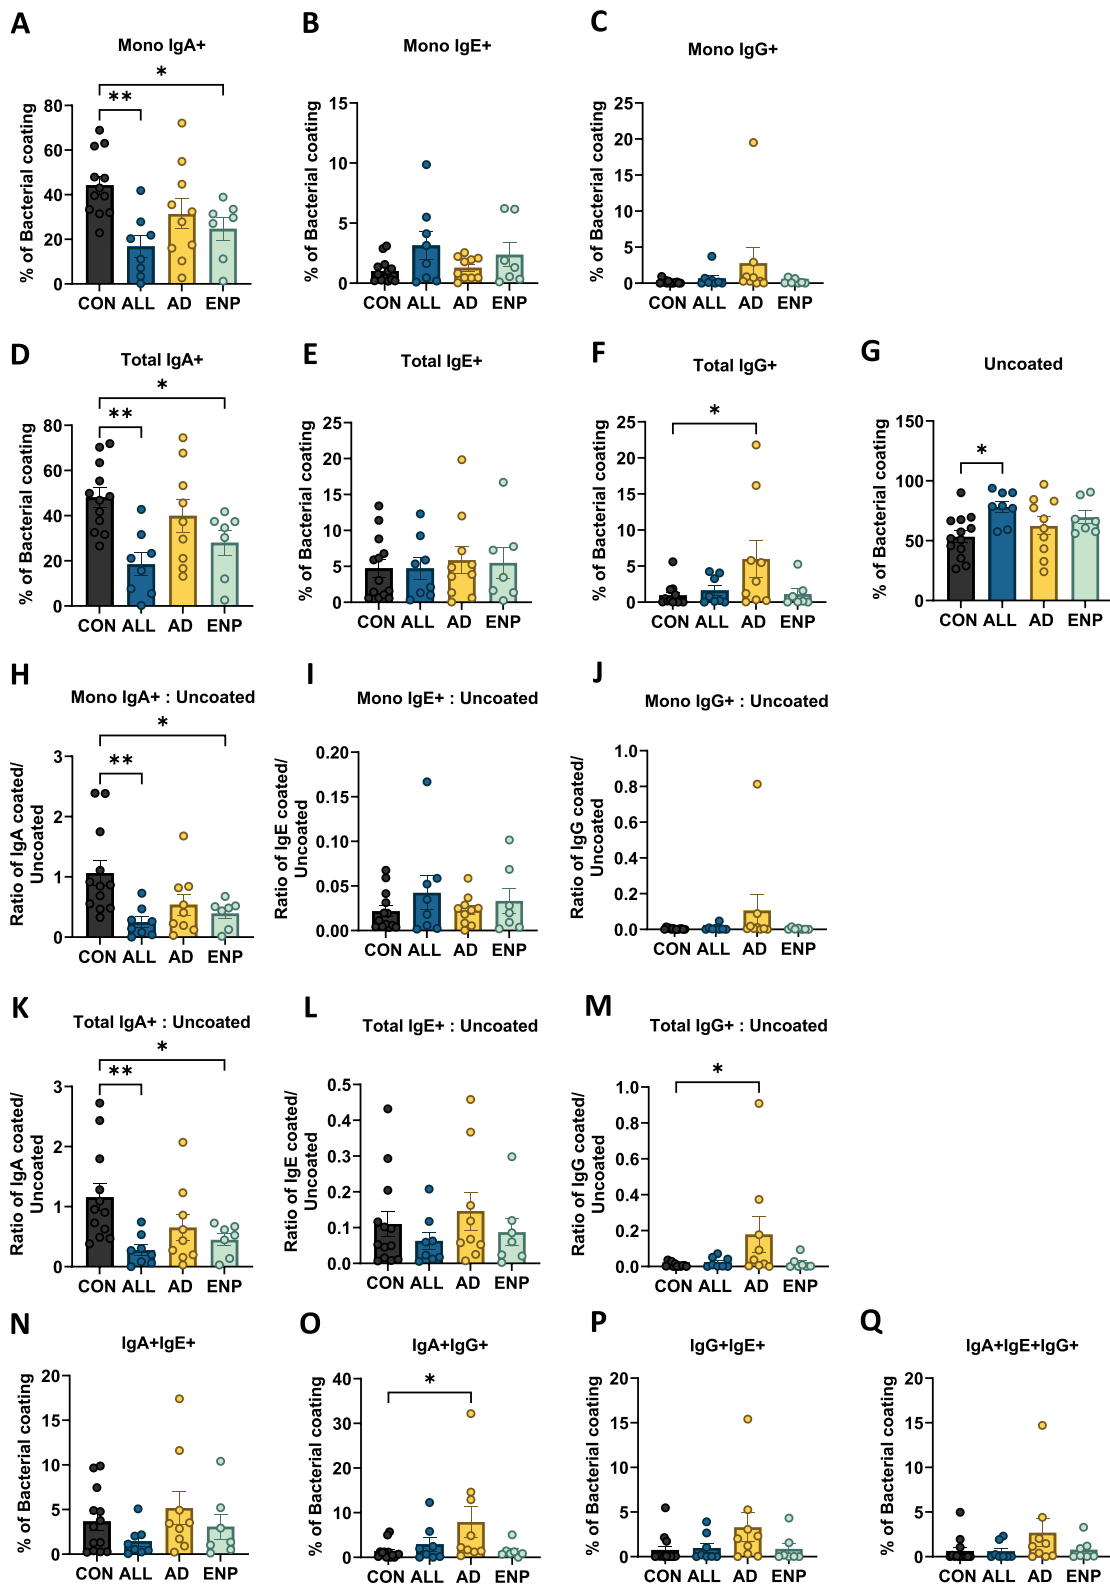 A
Mono IgA+
*
**
% of Bacterial coating
80
60
40
20
0
CON ALL AD ENP
B
Mono IgE+
% of Bacterial coating
15
10
5
0
CON ALL AD ENP
C
Mono IgG+
% of Bacterial coating
25
20
15
10
5
0
CON ALL AD ENP
D
Total IgA+
*
**
% of Bacterial coating
80
60
40
20
0
CON ALL AD ENP
E
Total IgE+
% of Bacterial coating
25
20
15
10
5
0
CON ALL AD ENP
F
Total IgG+
*
% of Bacterial coating
25
20
15
10
5
0
CON ALL AD ENP
G
Uncoated
*
% of Bacterial coating
150
100
50
0
CON ALL AD ENP
H
Mono IgA+ : Uncoated
*
**
Ratio of IgA coated/
Uncoated
3
2
1
0
CON ALL AD ENP
I
Mono IgE+ : Uncoated
Ratio of IgE coated/
Uncoated
0.20
0.15
0.10
0.05
0.00
CON ALL AD ENP
J
Mono IgG+ : Uncoated
Ratio of IgG coated/
Uncoated
1.0
0.8
0.6
0.4
0.2
0.0
CON ALL AD ENP
K
Total IgA+ : Uncoated
*
**
Ratio of IgA coated/
Uncoated
3
2
1
0
CON ALL AD ENP
L
Total IgE+ : Uncoated
Ratio of IgE coated/
Uncoated
0.5
0.4
0.3
0.2
0.1
0.0
CON ALL AD ENP
M
Total IgG+ : Uncoated
*
Ratio of IgG coated/
Uncoated
1.0
0.8
0.6
0.4
0.2
0.0
CON ALL AD ENP
N
IgA+IgE+
% of Bacterial coating
20
15
10
5
0
CON ALL AD ENP
O
IgA+IgG+
*
% of Bacterial coating
40
30
20
10
0
CON ALL AD ENP
P
IgG+IgE+
% of Bacterial coating
20
15
10
5
0
CON ALL AD ENP
Q
IgA+IgE+IgG+
% of Bacterial coating
20
15
10
5
0
CON ALL AD ENP